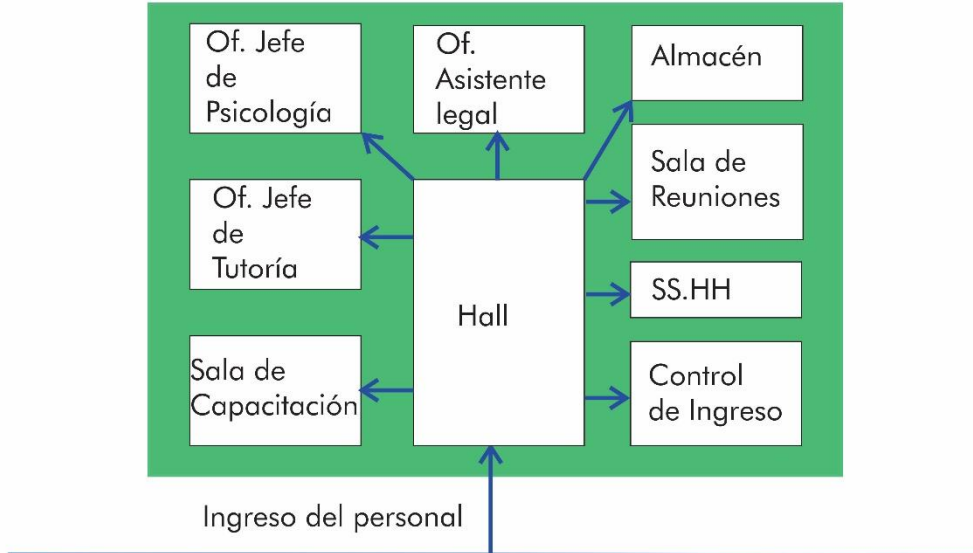 Of. Jefe
de
Psicología
Of.
Asistente
legal
Almacén
Sala de
Reuniones
Of. Jefe
de
Tutoría
Hall
SS.HH
Sala de
Capacitación
Control
de Ingreso
Ingreso del personal